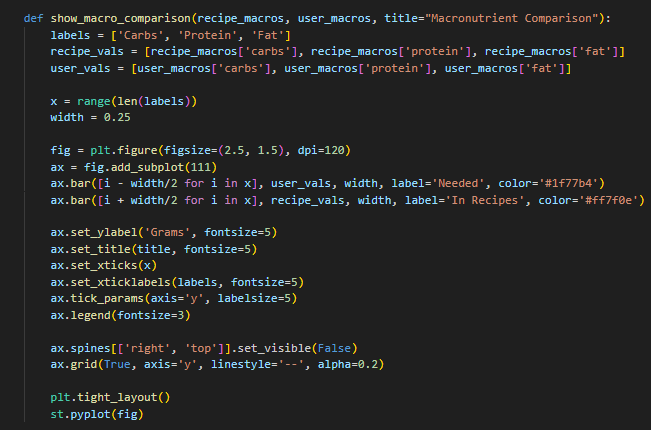 def show_macro_comparison(recipe_macros, user_macros, title="Macronutrient Comparison"):
    labels = ['Carbs', 'Protein', 'Fat']
    recipe_vals = [recipe_macros['carbs'], recipe_macros['protein'], recipe_macros['fat']]
    user_vals = [user_macros['carbs'], user_macros['protein'], user_macros['fat']]

    x = range(len(labels))
    width = 0.25

    fig = plt.figure(figsize=(2.5, 1.5), dpi=120)
    ax = fig.add_subplot(111)
    ax.bar([i - width/2 for i in x], user_vals, width, label='Needed', color='#1f77b4')
    ax.bar([i + width/2 for i in x], recipe_vals, width, label='In Recipes', color='#ff7f0e')

    ax.set_ylabel('Grams', fontsize=5)
    ax.set_title(title, fontsize=5)
    ax.set_xticks(x)
    ax.set_xticklabels(labels, fontsize=5)
    ax.tick_params(axis='y', labelsize=5)
    ax.legend(fontsize=3)

    ax.spines[['right', 'top']].set_visible(False)
    ax.grid(True, axis='y', linestyle='--', alpha=0.2)

    plt.tight_layout()
    st.pyplot(fig)